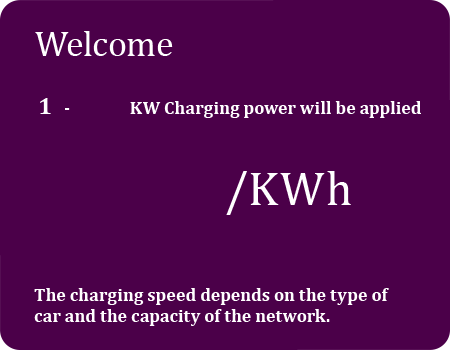 Welcome
1 - KW Charging power will be applied
/KWh
The charging speed depends on the type of
car and the capacity of the network.